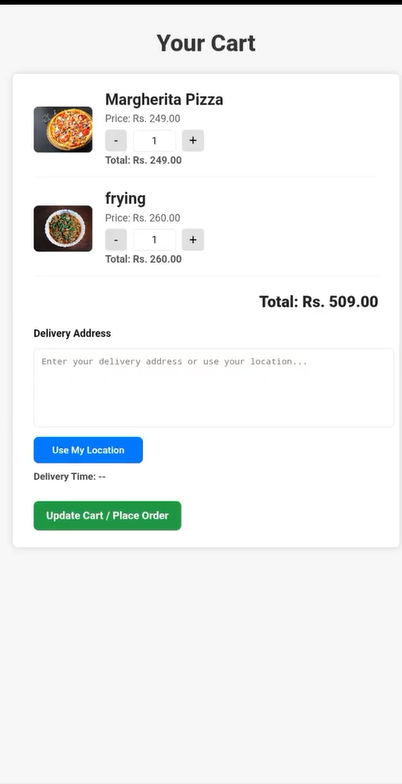 Your Cart
Margherita Pizza
Price: Rs. 249.00
- 1 +
Total: Rs. 249.00
frying
Price: Rs. 260.00
- 1 +
Total: Rs. 260.00
Total: Rs. 509.00
Delivery Address
Enter your delivery address or use your location...
Use My Location
Delivery Time: --
Update Cart / Place Order